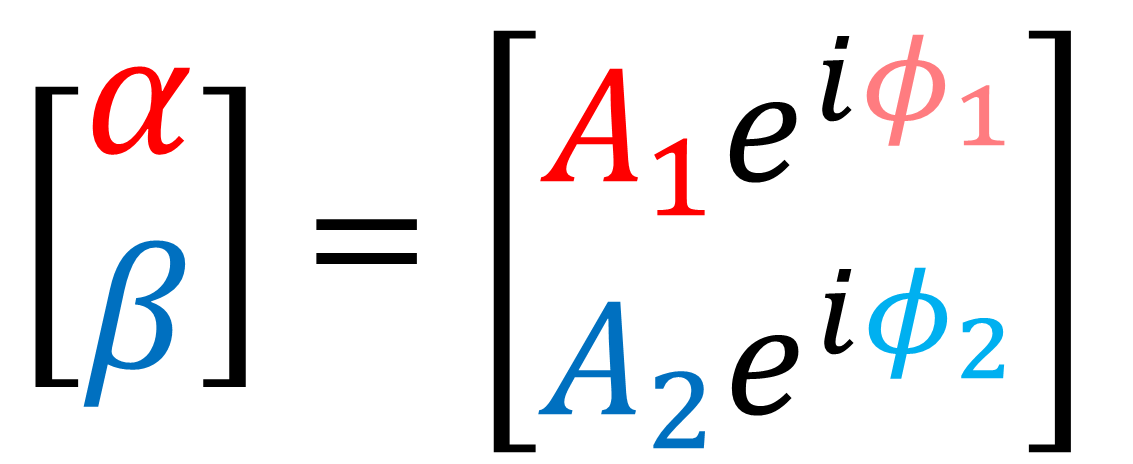 [α β] = [A₁e^{iϕ₁} A₂e^{iϕ₂}]